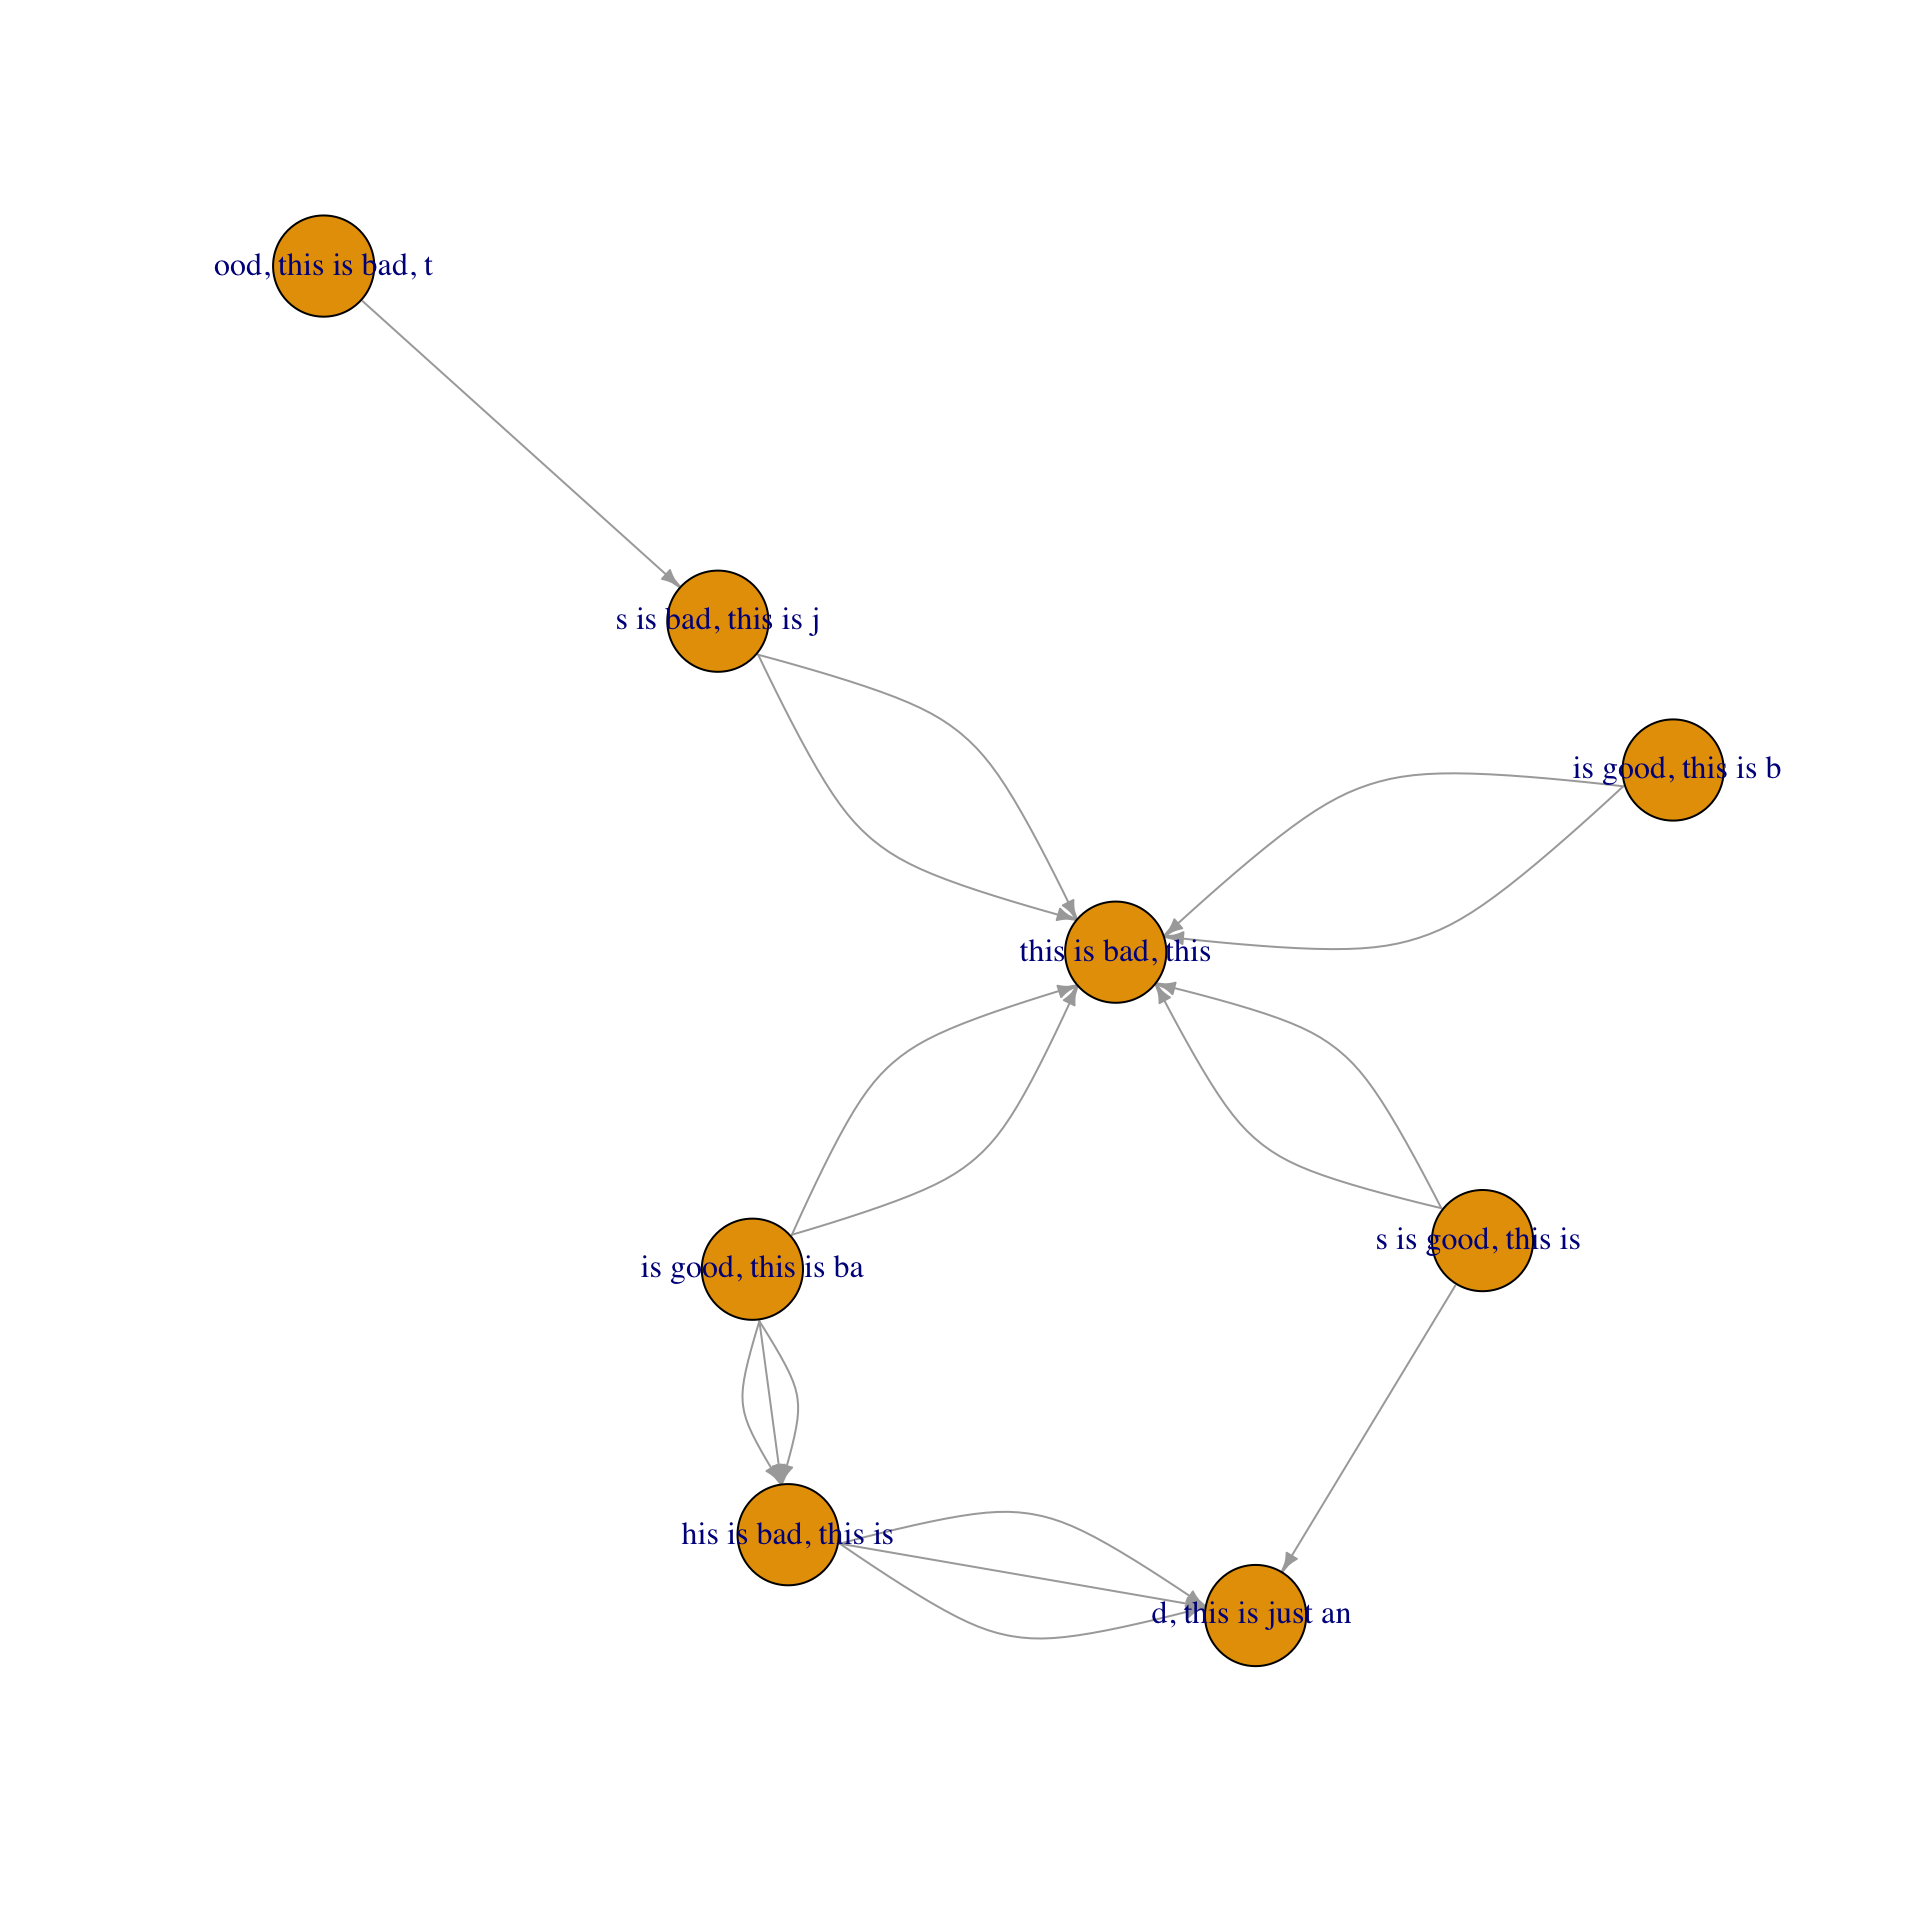 ood, this is bad, t
s is bad, this is j
is good, this is b
this is bad, this
s is good, this is
is good, this is ba
his is bad, this is
d, this is just an